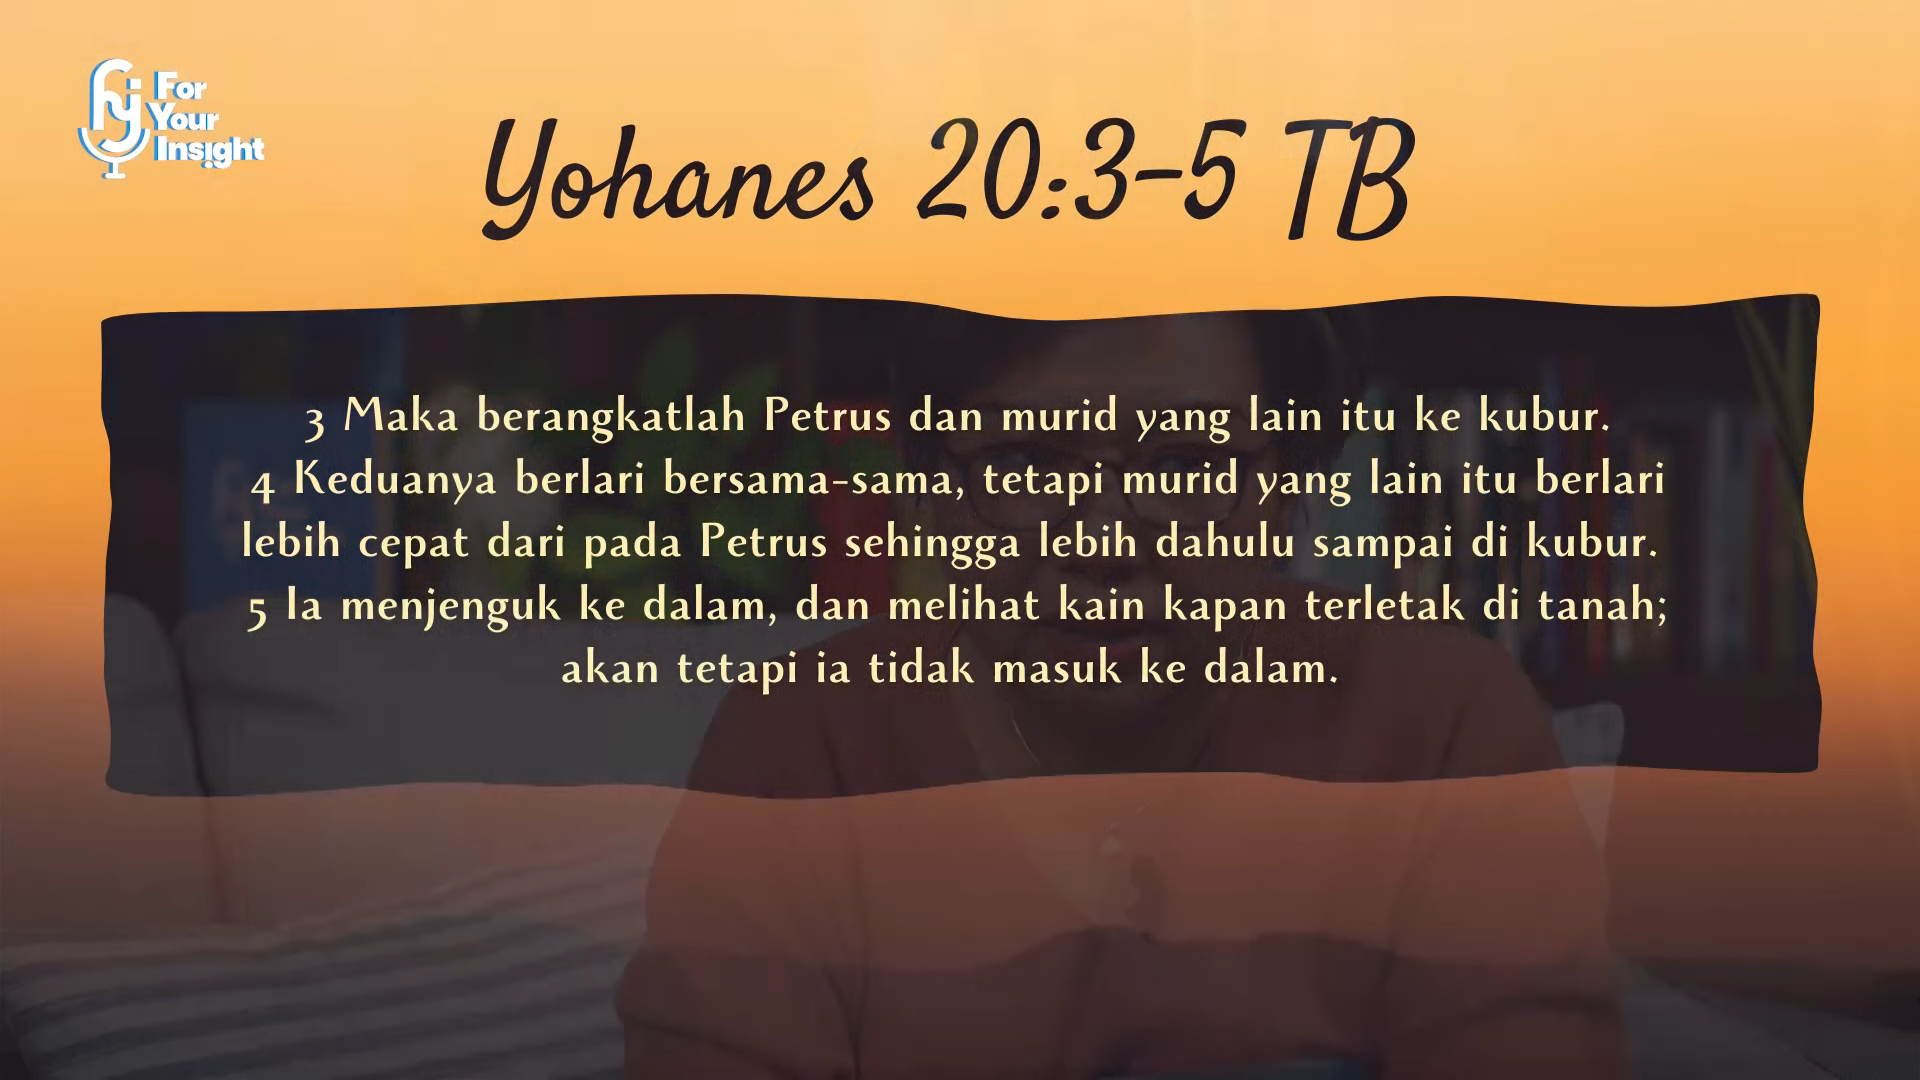 For
Your
Insight
Yohanes 20:3-5 TB
3 Maka berangkatlah Petrus dan murid yang lain itu ke kubur.
4 Keduanya berlari bersama-sama, tetapi murid yang lain itu berlari
lebih cepat dari pada Petrus sehingga lebih dahulu sampai di kubur.
5 Ia menjenguk ke dalam, dan melihat kain kapan terletak di tanah;
akan tetapi ia tidak masuk ke dalam.